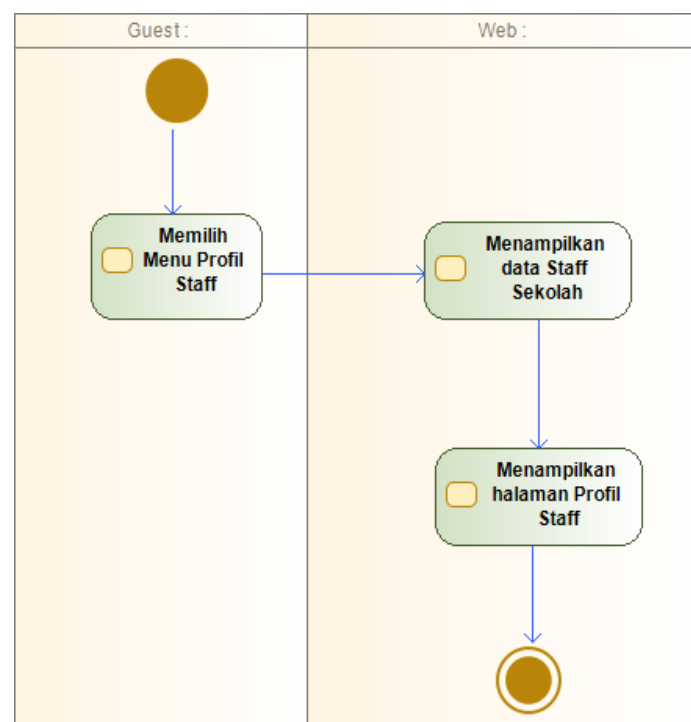 Guest :
Web :
Memilih
Menu Profil
Staff
Menampilkan
data Staff
Sekolah
Menampilkan
halaman Profil
Staff